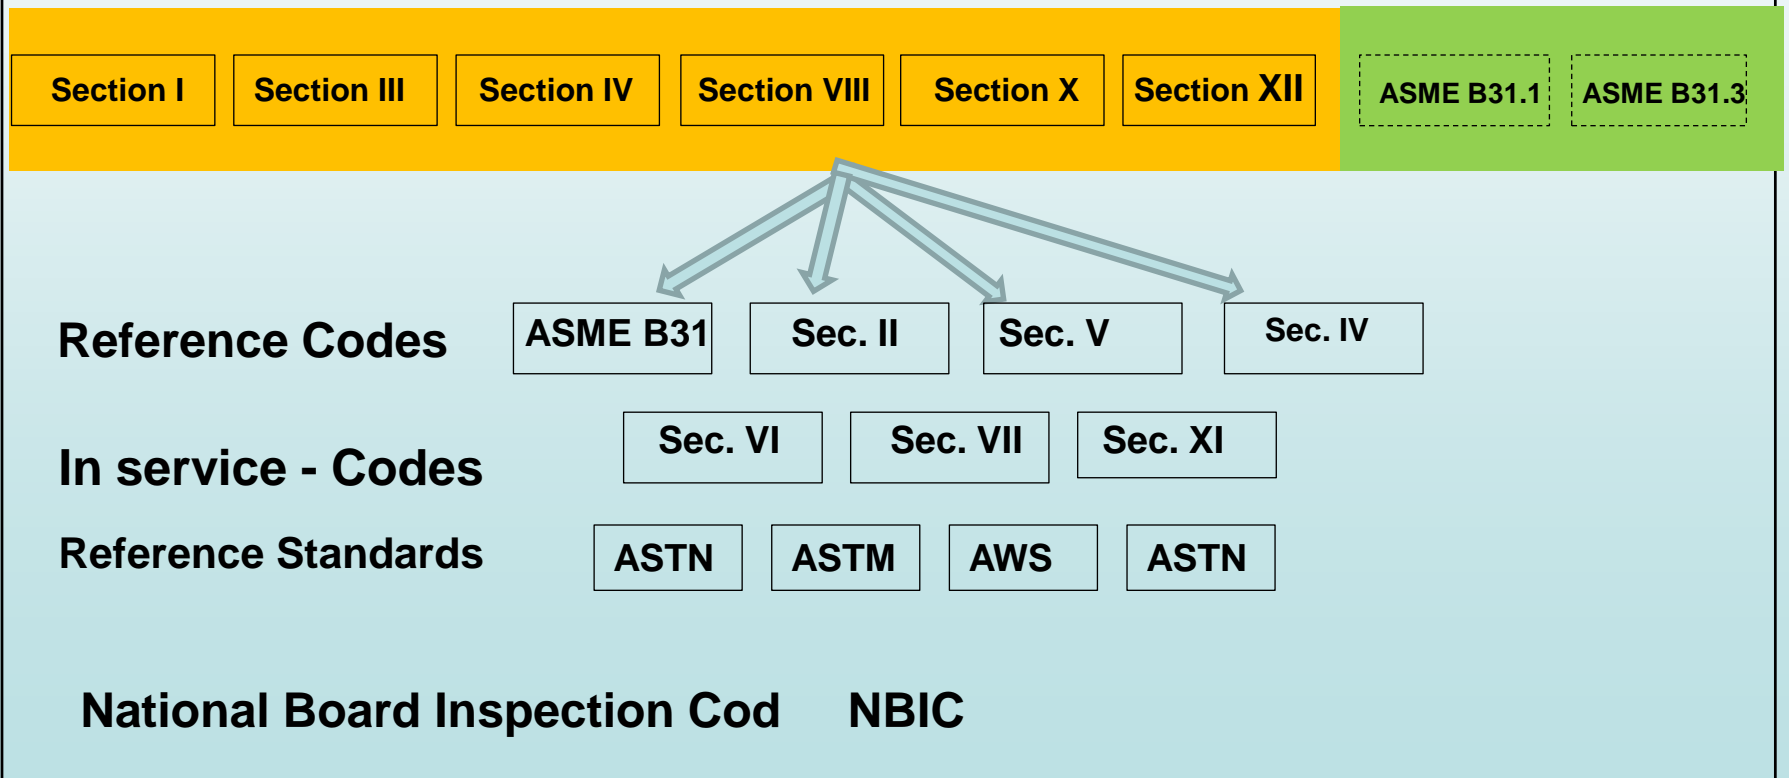 Section I Section III Section IV Section VIII Section X Section XII ASME B31.1 ASME B31.3
Reference Codes ASME B31 Sec. II Sec. V Sec. IV
In service - Codes Sec. VI Sec. VII Sec. XI
Reference Standards ASTN ASTM AWS ASTN
National Board Inspection Cod NBIC